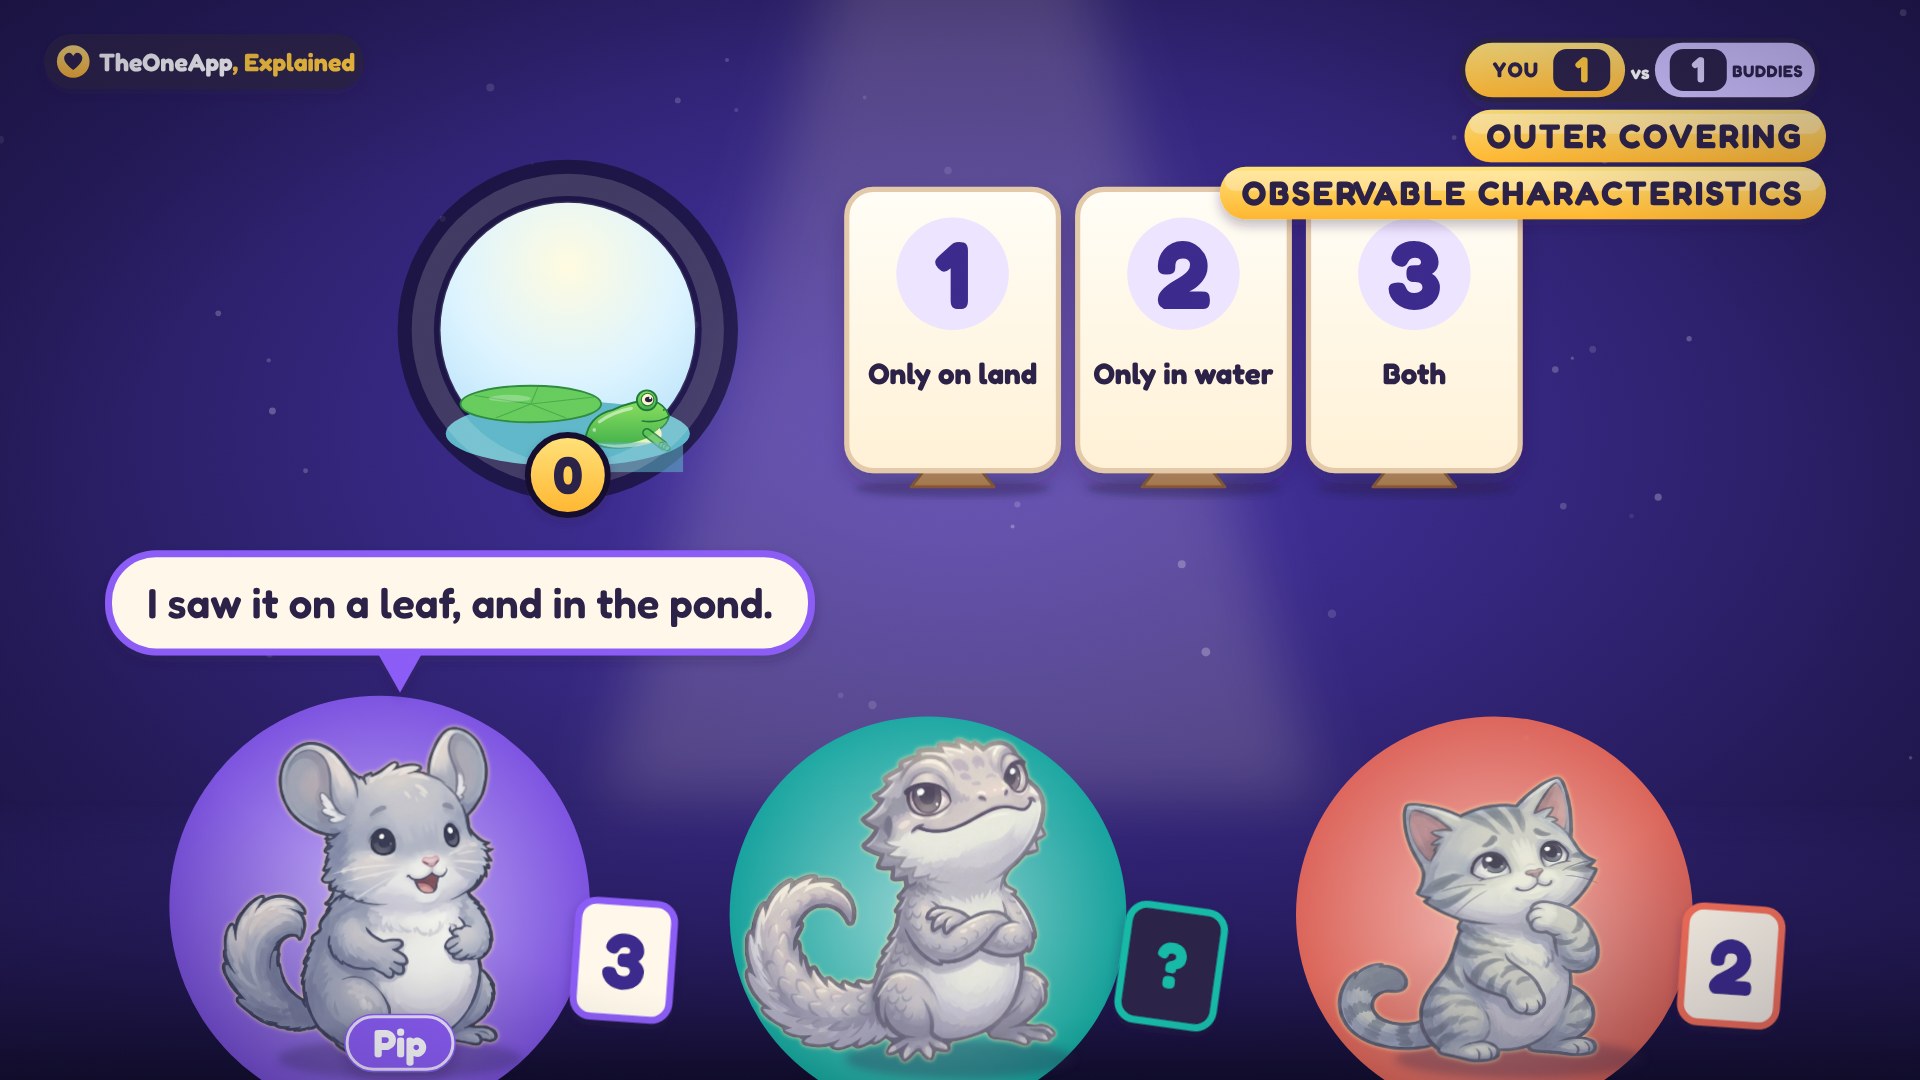 TheOneApp, Explained
YOU 1 vs 1 BUDDIES
OUTER COVERING
OBSERVABLE CHARACTERISTICS
1
Only on land
2
Only in water
3
Both
0
I saw it on a leaf, and in the pond.
3
?
2
Pip